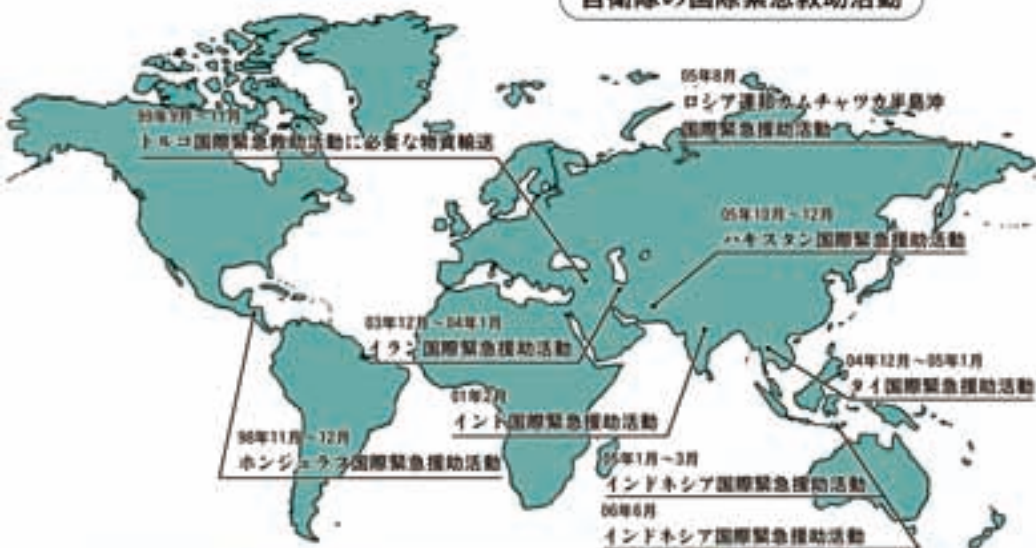 自衛隊の国際緊急救助活動
99年9月～11月
トルコ国際緊急救助活動に必要な物資輸送
05年8月
ロシア連邦カムチャツカ半島沖
国際緊急援助活動
05年10月～12月
パキスタン国際緊急援助活動
03年12月～04年1月
イラン国際緊急援助活動
04年12月～05年1月
タイ国際緊急援助活動
01年2月
インド国際緊急援助活動
98年11月～12月
ホンジュラス国際緊急援助活動
05年1月～3月
インドネシア国際緊急援助活動
06年6月
インドネシア国際緊急援助活動